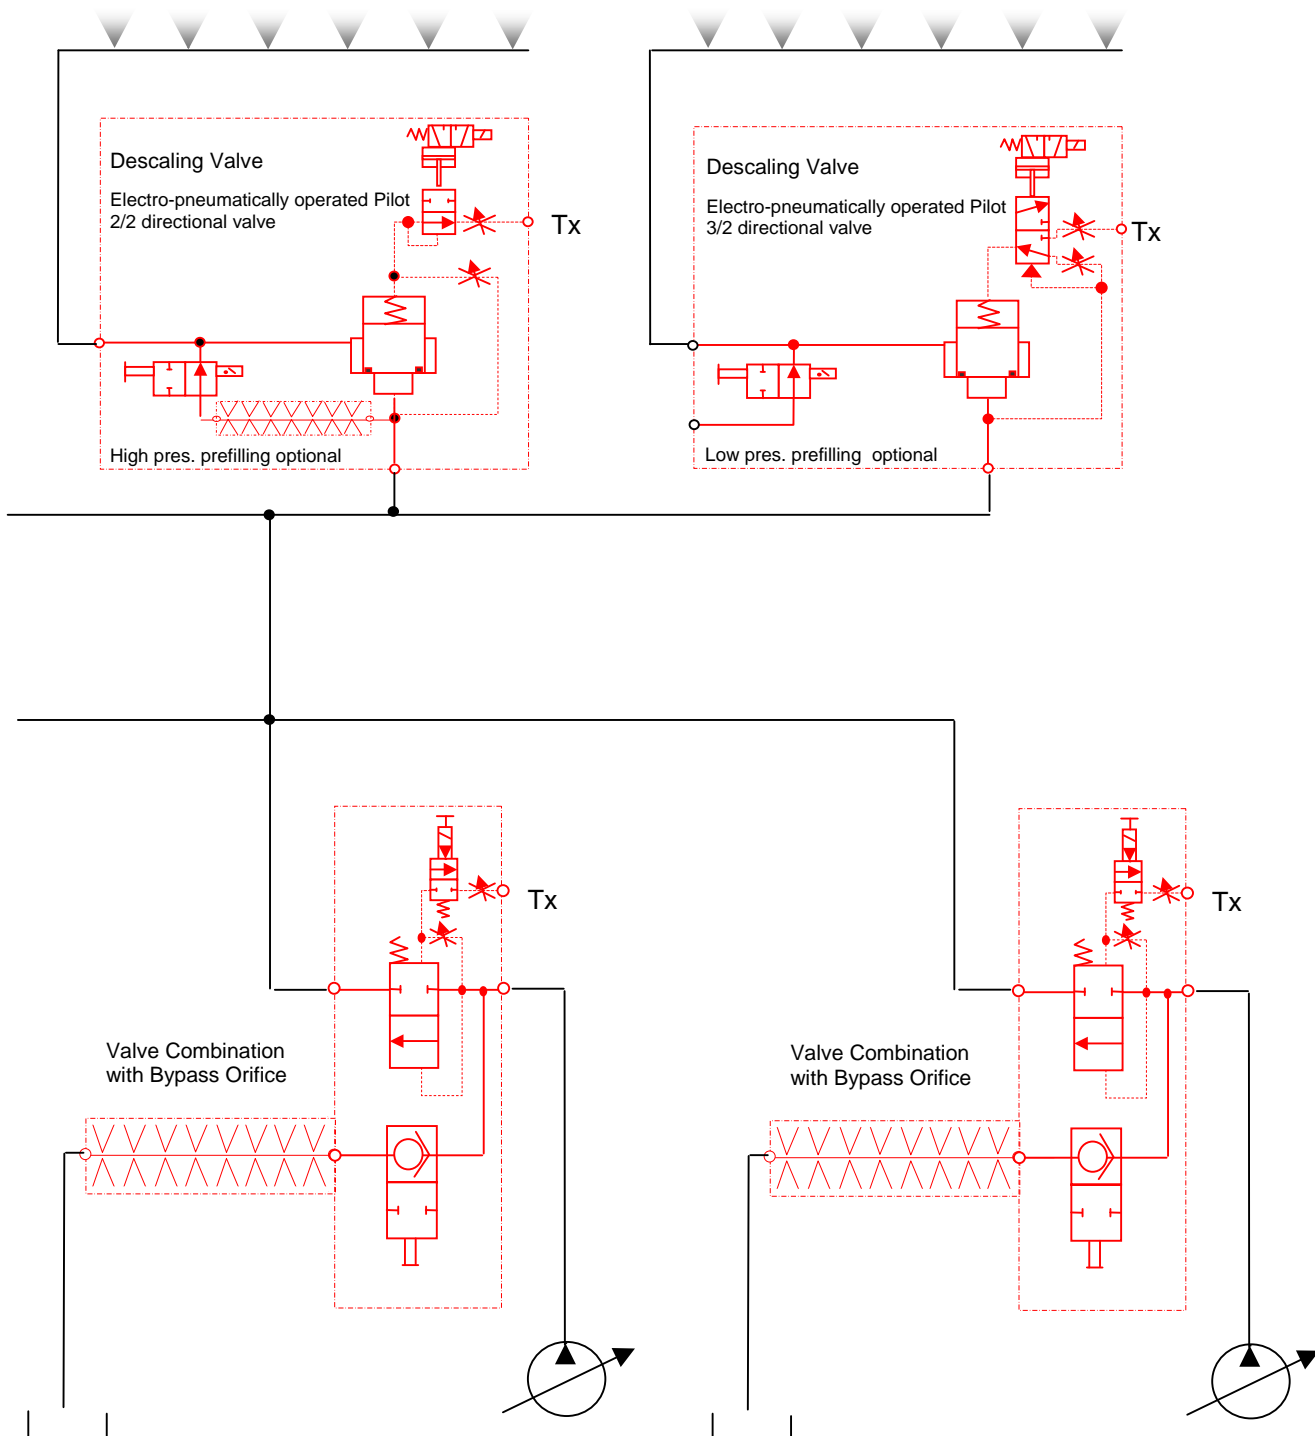 Descaling Valve
Electro-pneumatically operated Pilot
2/2 directional valve
Tx
High pres. prefilling optional
Descaling Valve
Electro-pneumatically operated Pilot
3/2 directional valve
Tx
Low pres. prefilling optional
Tx
Valve Combination
with Bypass Orifice
Tx
Valve Combination
with Bypass Orifice